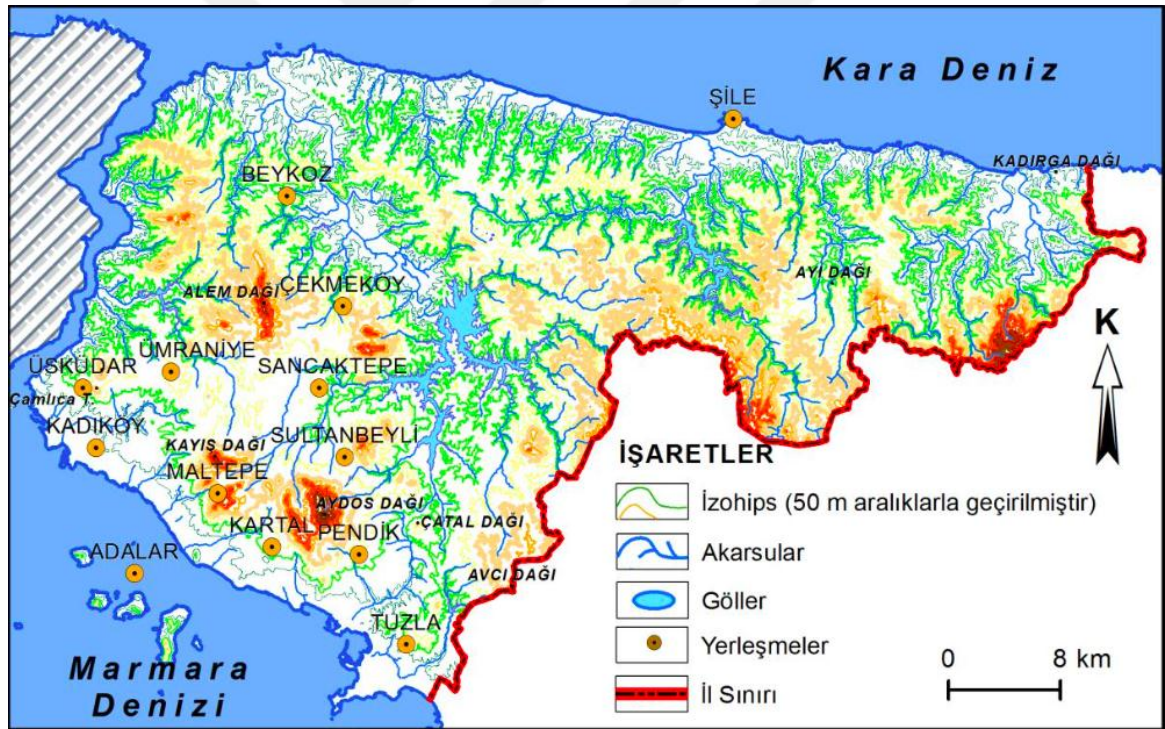 Kara Deniz
ŞİLE
KADIRGA DAĞI
BEYKOZ
AYI DAĞI
ALEM DAĞI
ÇEKMEKÖY
K
ÜMRANİYE
ÜSKÜDAR
SANCAKTEPE
Çamlıca T.
KADIKÖY
KAYIŞ DAĞI
SULTANBEYLİ
MALTEPE
AYDOS DAĞI
KARTAL
PENDİK
ÇATAL DAĞI
ADALAR
AVCI DAĞI
TUZLA
Marmara
Denizi
İŞARETLER
İzohips (50 m aralıklarla geçirilmiştir)
Akarsular
Göller
Yerleşmeler
İl Sınırı
0 8 km